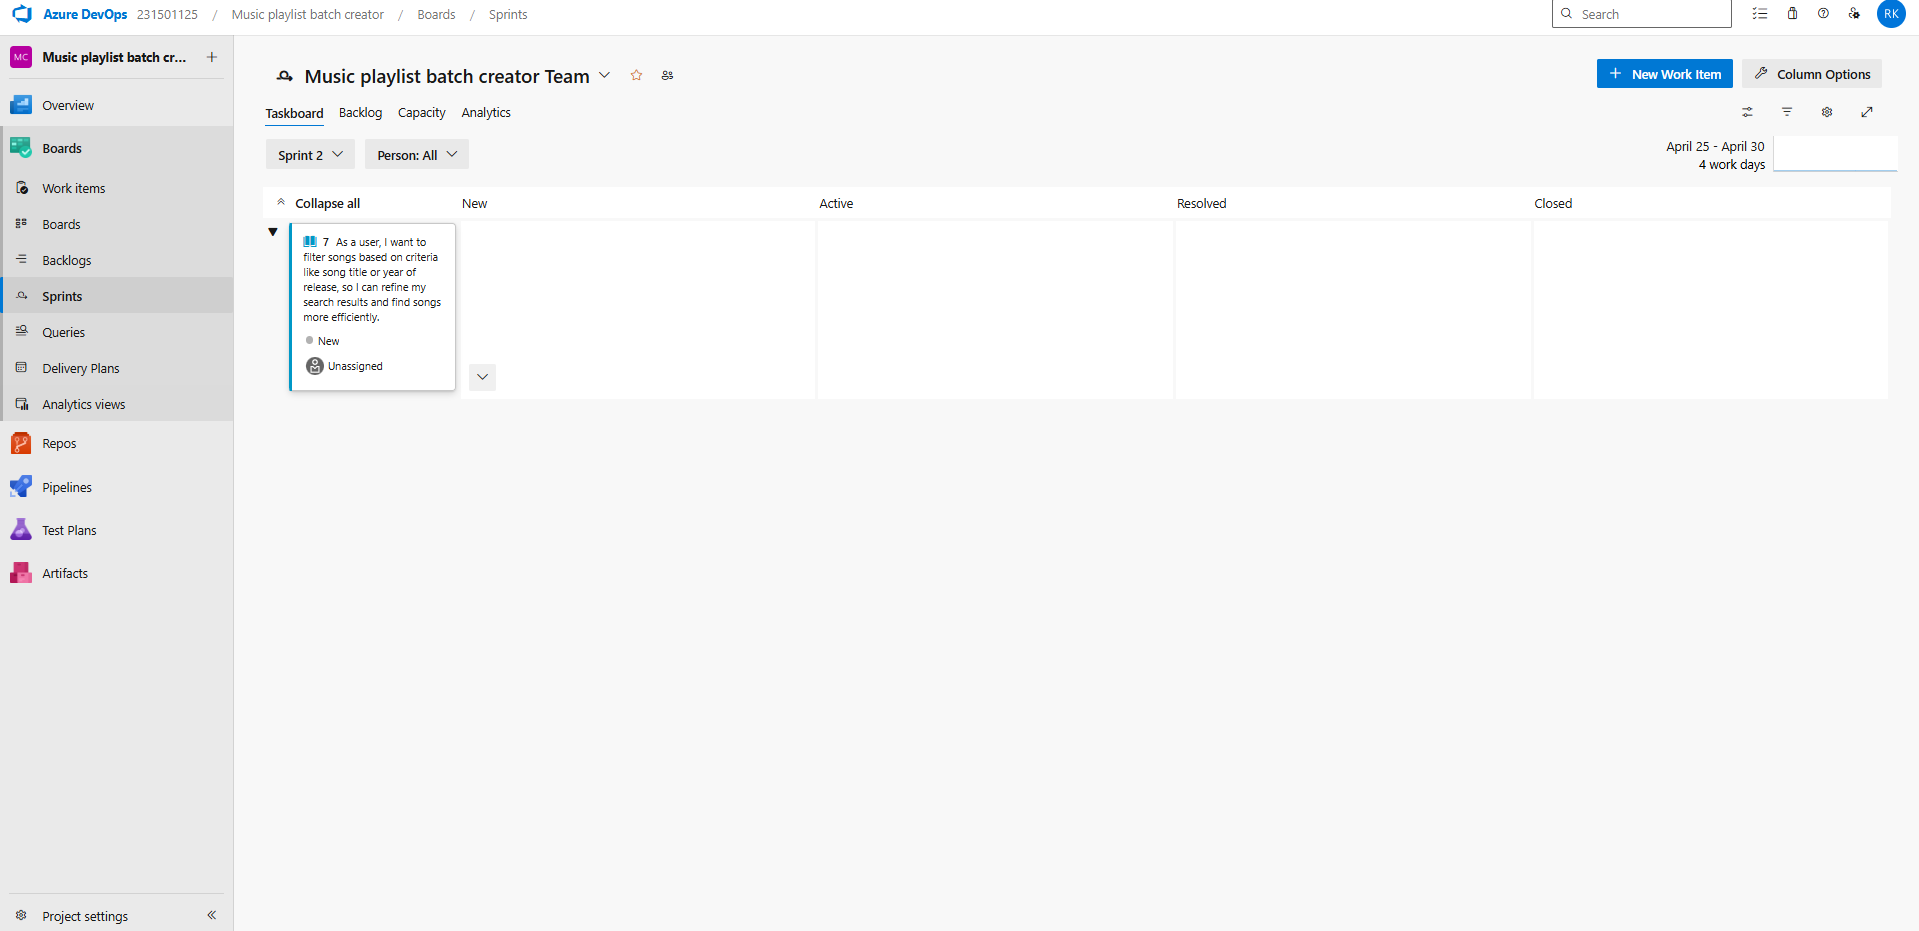 Azure DevOps 231501125 / Music playlist batch creator / Boards / Sprints
Search
RK
MC Music playlist batch cr...
Overview
Boards
Work items
Boards
Backlogs
Sprints
Queries
Delivery Plans
Analytics views
Repos
Pipelines
Test Plans
Artifacts
Project settings
Music playlist batch creator Team
New Work Item
Column Options
Taskboard Backlog Capacity Analytics
Sprint 2
Person: All
April 25 - April 30
4 work days
Collapse all New Active Resolved Closed
7 As a user, I want to
filter songs based on criteria
like song title or year of
release, so I can refine my
search results and find songs
more efficiently.
New
Unassigned